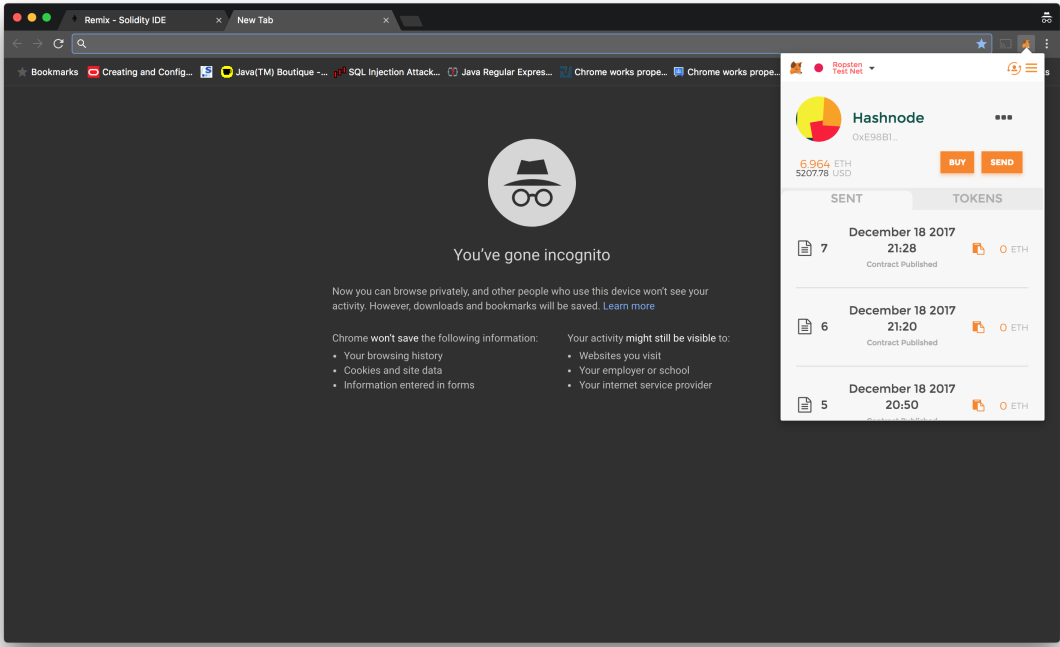 Remix - Solidity IDE
New Tab
Bookmarks
Creating and Config...
Java(TM) Boutique -...
SQL Injection Attack...
Java Regular Expres...
Chrome works prope...
Chrome works prope...
s
Ropsten
Test Net
Hashnode
0xE98B1...
6.964 ETH
5207.78 USD
BUY
SEND
SENT
TOKENS
7
December 18 2017
21:28
Contract Published
0 ETH
6
December 18 2017
21:20
Contract Published
0 ETH
5
December 18 2017
20:50
Contract Published
0 ETH
You've gone incognito
Now you can browse privately, and other people who use this device won't see your
activity. However, downloads and bookmarks will be saved. Learn more
Chrome won't save the following information:
• Your browsing history
• Cookies and site data
• Information entered in forms
Your activity might still be visible to:
• Websites you visit
• Your employer or school
• Your internet service provider